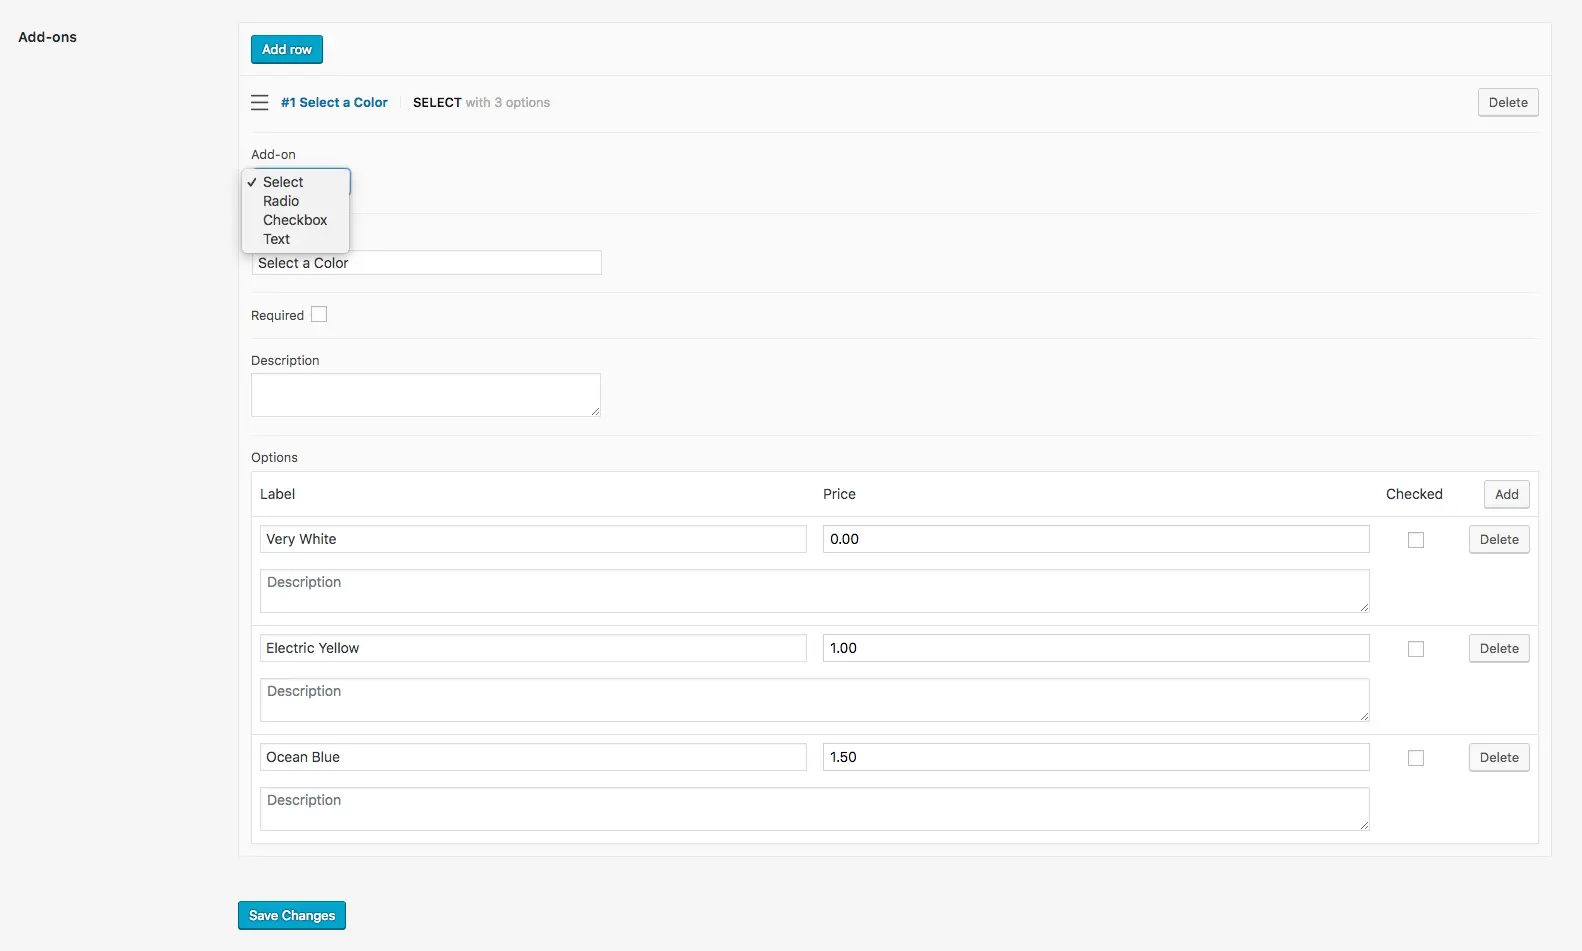 Add-ons
Add row
#1 Select a Color SELECT with 3 options Delete
Add-on
✓ Select
Radio
Checkbox
Text
Select a Color
Required
Description
Options
Label Price Checked Add
Very White 0.00 Delete
Description
Electric Yellow 1.00 Delete
Description
Ocean Blue 1.50 Delete
Description
Save Changes